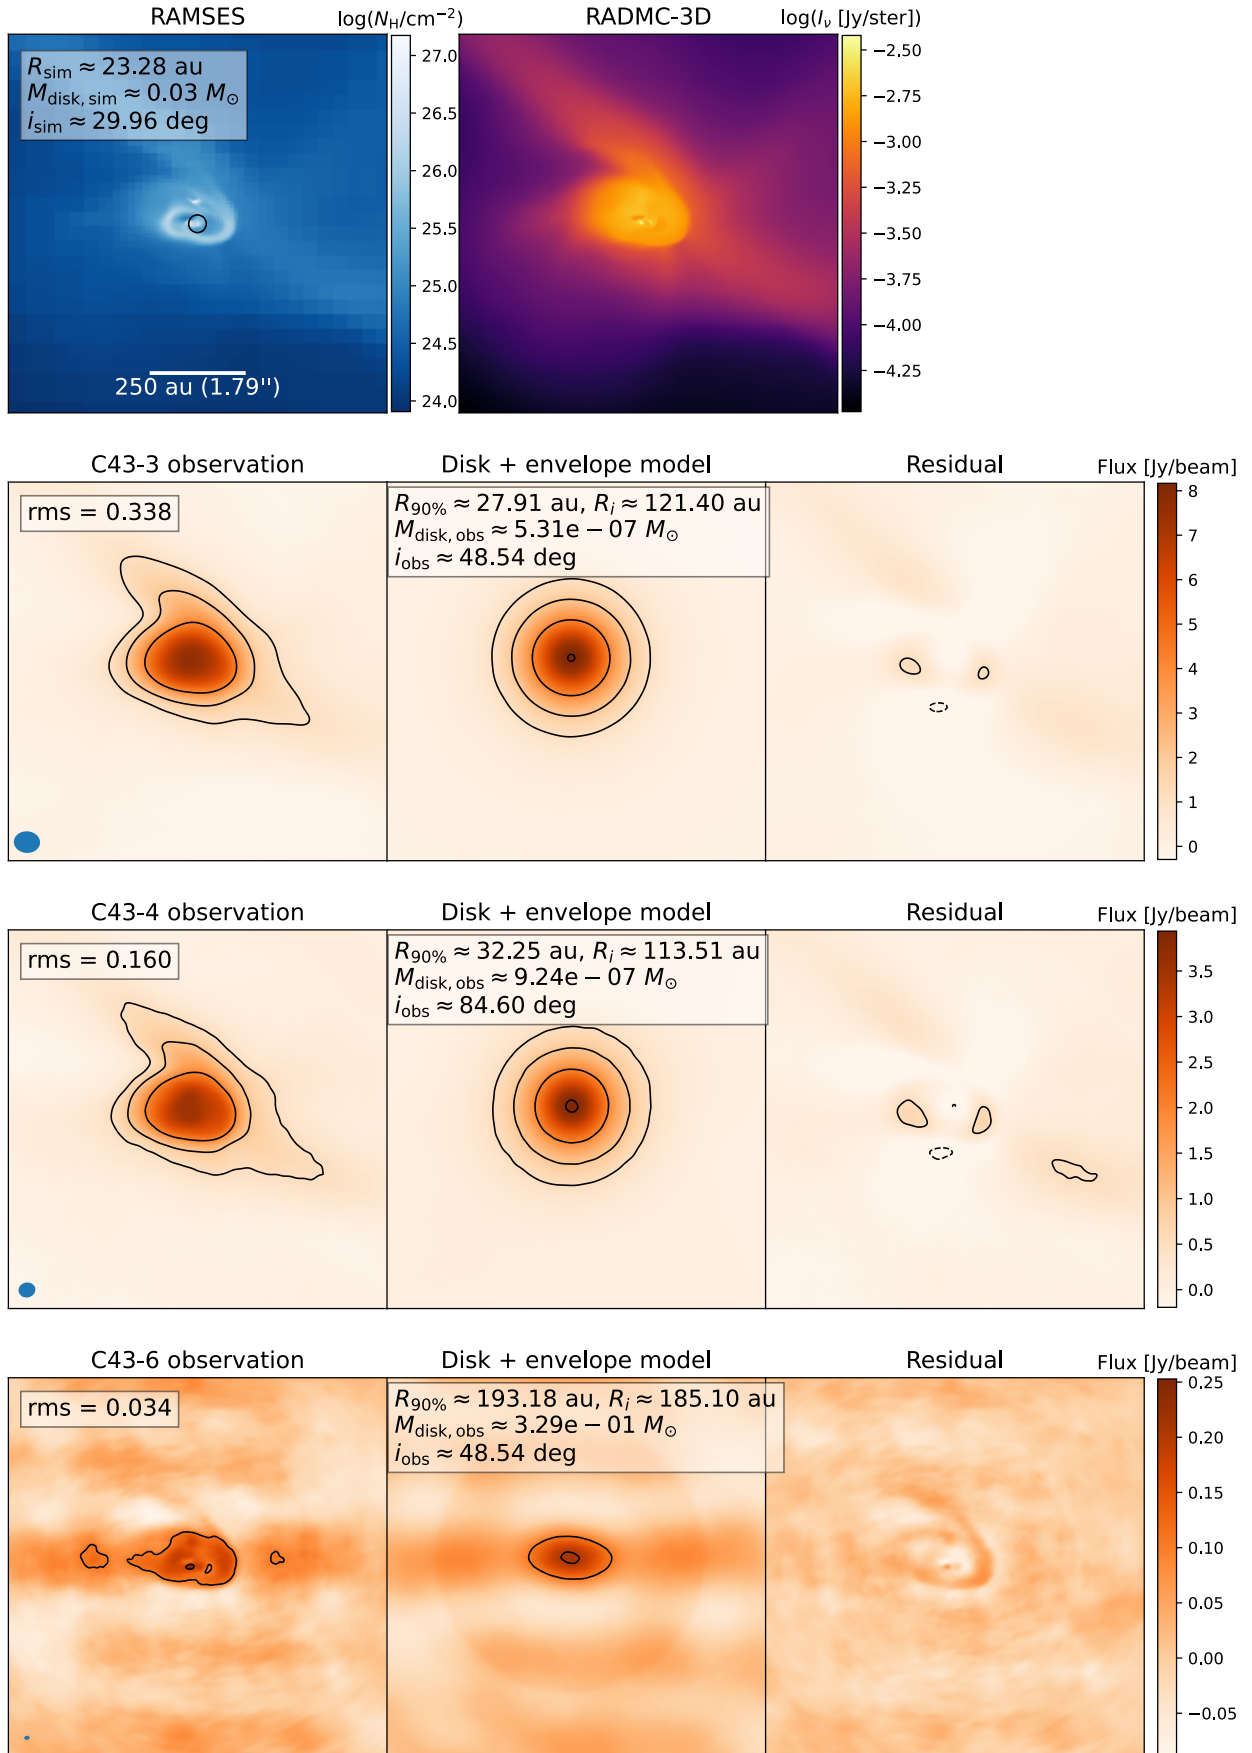 RAMSES
log(N_H/cm⁻²)
RADMC-3D
log(I_ν [Jy/ster])
R_sim ≈ 23.28 au
M_disk, sim ≈ 0.03 M_⊙
i_sim ≈ 29.96 deg
250 au (1.79'')
27.0
26.5
26.0
25.5
25.0
24.5
24.0
−2.50
−2.75
−3.00
−3.25
−3.50
−3.75
−4.00
−4.25
C43-3 observation
Disk + envelope model
Residual
Flux [Jy/beam]
rms = 0.338
R_90% ≈ 27.91 au, R_i ≈ 121.40 au
M_disk, obs ≈ 5.31e − 07 M_⊙
i_obs ≈ 48.54 deg
8
7
6
5
4
3
2
1
0
C43-4 observation
Disk + envelope model
Residual
Flux [Jy/beam]
rms = 0.160
R_90% ≈ 32.25 au, R_i ≈ 113.51 au
M_disk, obs ≈ 9.24e − 07 M_⊙
i_obs ≈ 84.60 deg
3.5
3.0
2.5
2.0
1.5
1.0
0.5
0.0
C43-6 observation
Disk + envelope model
Residual
Flux [Jy/beam]
rms = 0.034
R_90% ≈ 193.18 au, R_i ≈ 185.10 au
M_disk, obs ≈ 3.29e − 01 M_⊙
i_obs ≈ 48.54 deg
0.25
0.20
0.15
0.10
0.05
0.00
−0.05